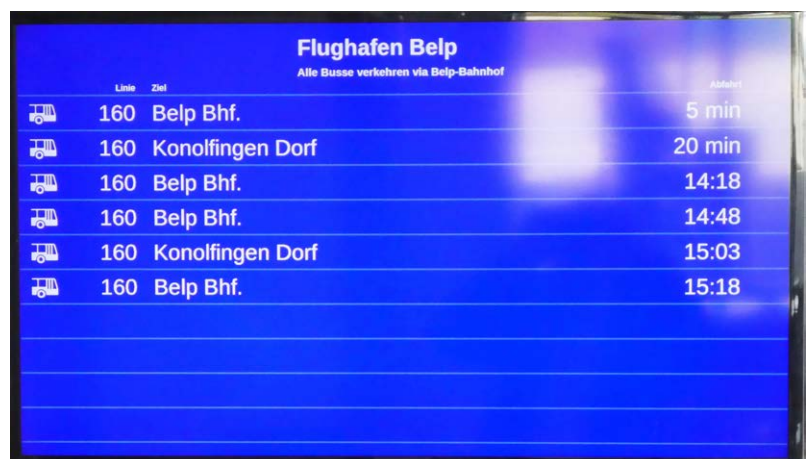 Flughafen Belp
Alle Busse verkehren via Belp-Bahnhof
Linie Ziel Abfahrt
160 Belp Bhf. 5 min
160 Konolfingen Dorf 20 min
160 Belp Bhf. 14:18
160 Belp Bhf. 14:48
160 Konolfingen Dorf 15:03
160 Belp Bhf. 15:18